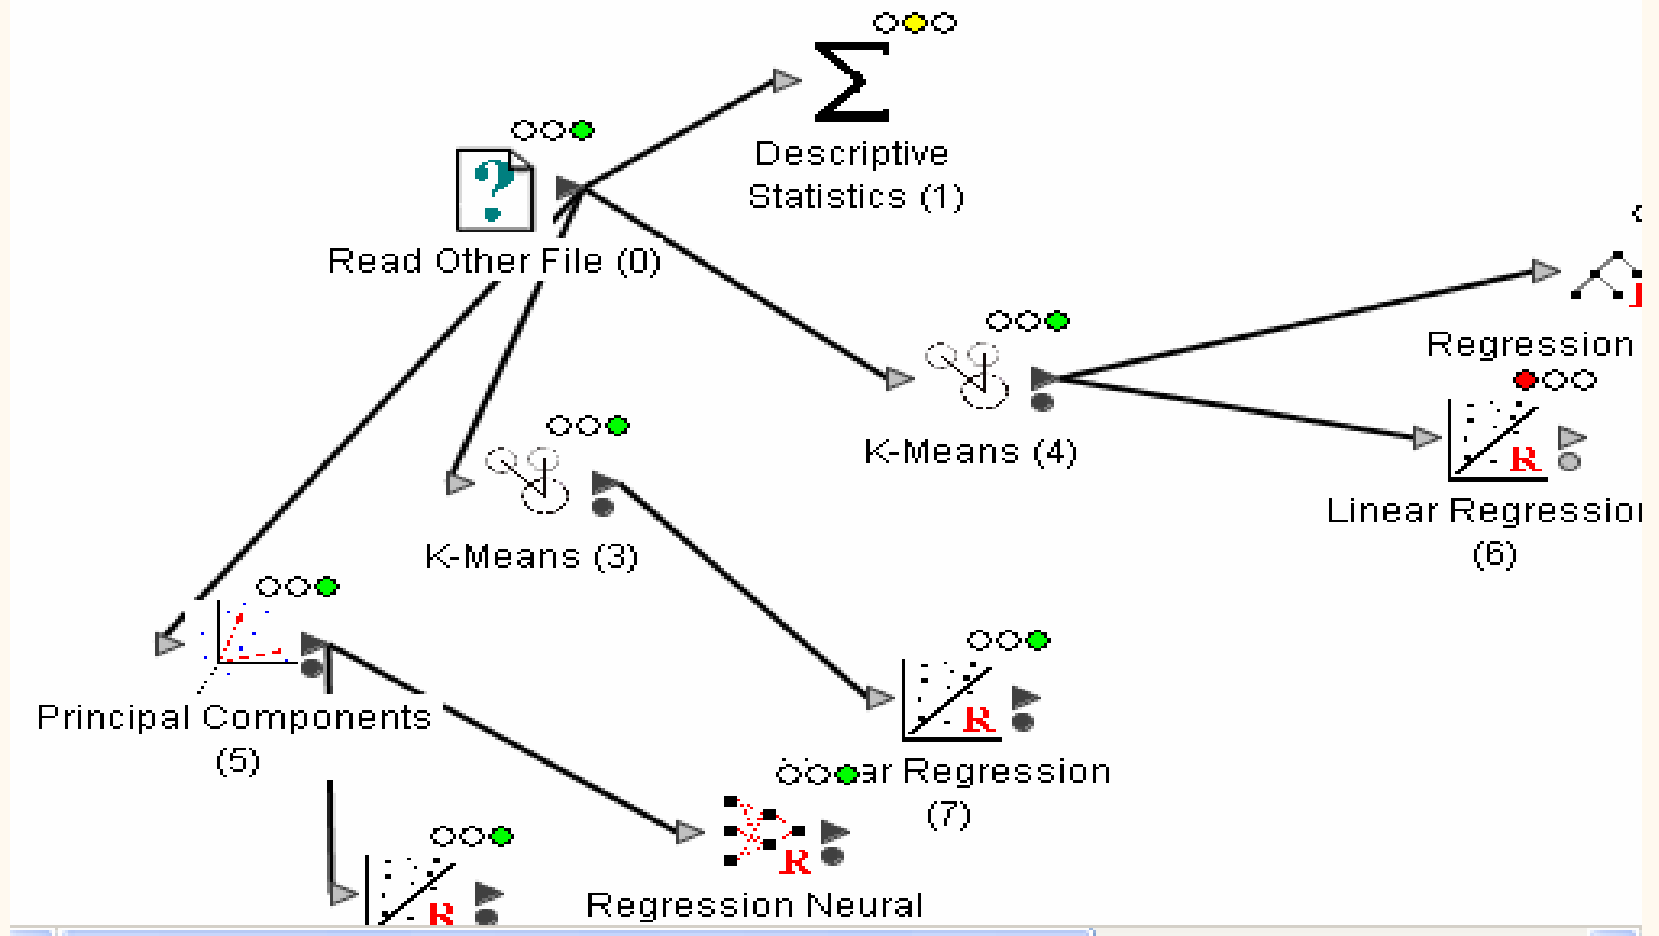 Descriptive
Statistics (1)
Read Other File (0)
Regression
K-Means (4)
R
Linear Regression
(6)
K-Means (3)
Principal Components
(5)
R
ar Regression
(7)
R
Regression Neural
R